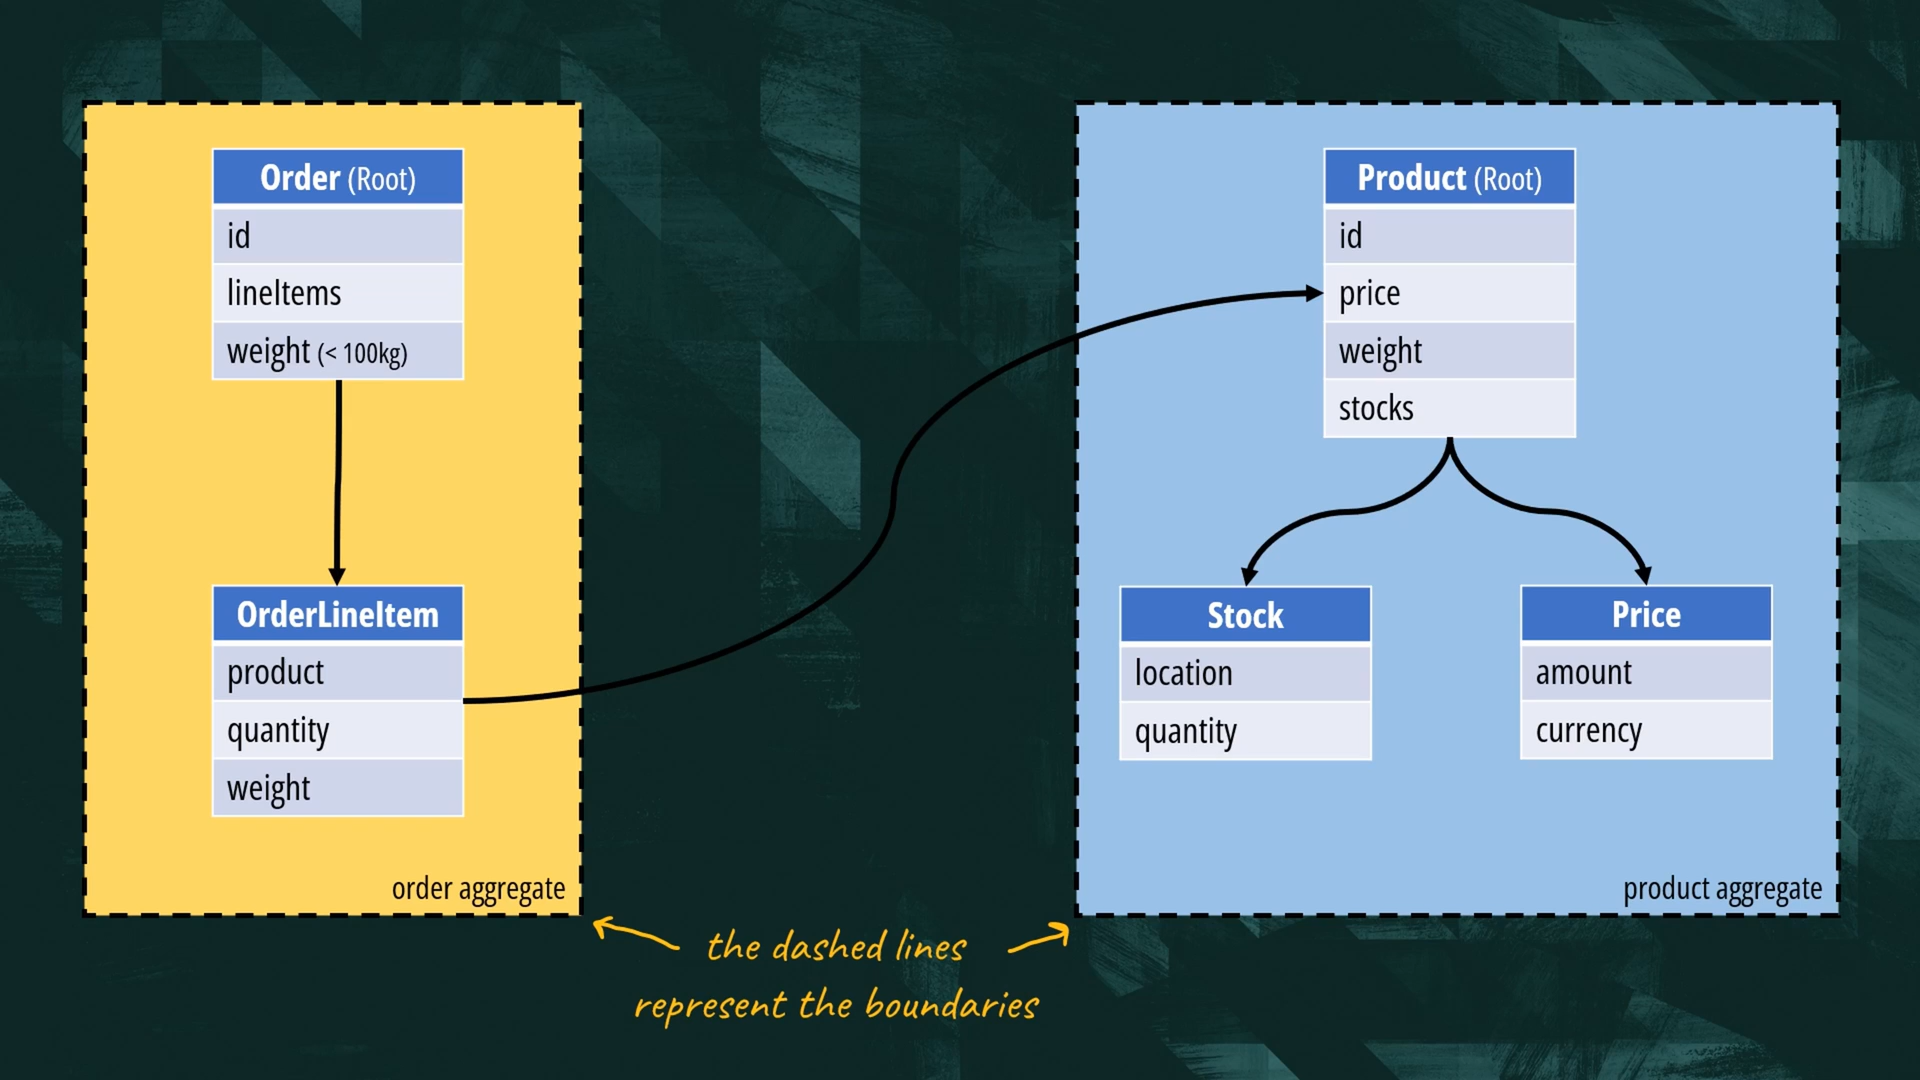 Order (Root)
id
lineItems
weight (< 100kg)
OrderLineItem
product
quantity
weight
order aggregate
Product (Root)
id
price
weight
stocks
Stock
location
quantity
Price
amount
currency
product aggregate
the dashed lines
represent the boundaries